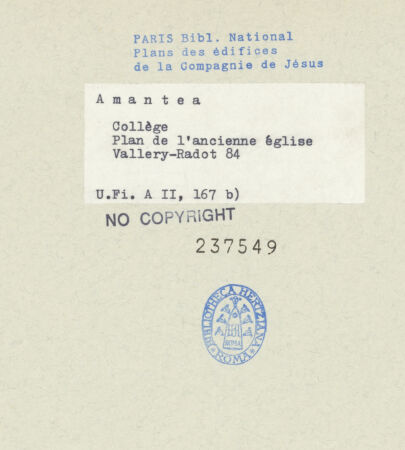 PARIS Bibl. National
Plans des édifices
de la Compagnie de Jésus
Amantea
Collège
Plan de l'ancienne église
Vallery-Radot 84
U.Fi. A II, 167 b)
NO COPYRIGHT
237549
BIBLIOTHECA HERTZIANA
ROMA